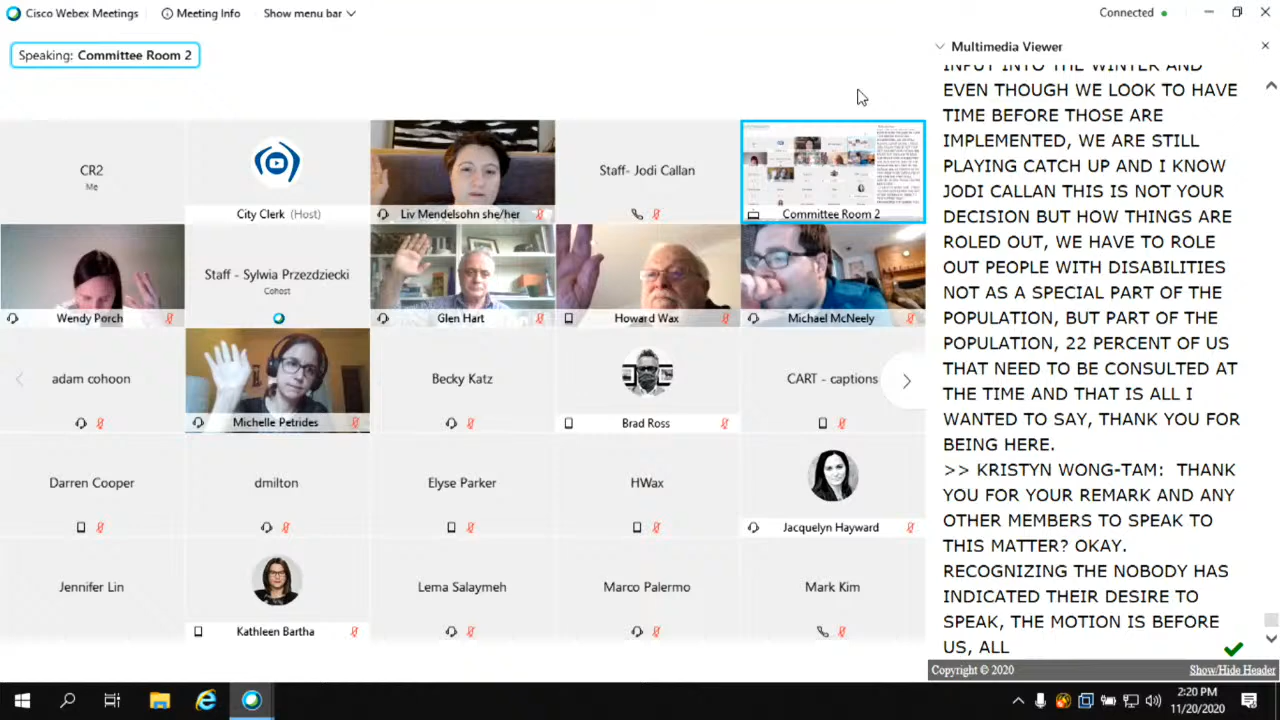 Cisco Webex Meetings
Meeting Info
Show menu bar
Connected
Speaking: Committee Room 2
CR2
Me
City Clerk (Host)
Liv Mendelsohn she/her
Staff- Jodi Callan
Committee Room 2
Wendy Porch
Staff - Sylwia Przezdziecki
Cohost
Glen Hart
Howard Wax
Michael McNeely
adam cohoon
Michelle Petrides
Becky Katz
Brad Ross
CART - captions
Darren Cooper
dmilton
Elyse Parker
HWax
Jacquelyn Hayward
Jennifer Lin
Kathleen Bartha
Lema Salaymeh
Marco Palermo
Mark Kim
Multimedia Viewer
INPUT INTO THE WINTER AND
EVEN THOUGH WE LOOK TO HAVE
TIME BEFORE THOSE ARE
IMPLEMENTED, WE ARE STILL
PLAYING CATCH UP AND I KNOW
JODI CALLAN THIS IS NOT YOUR
DECISION BUT HOW THINGS ARE
ROLED OUT, WE HAVE TO ROLE
OUT PEOPLE WITH DISABILITIES
NOT AS A SPECIAL PART OF THE
POPULATION, BUT PART OF THE
POPULATION, 22 PERCENT OF US
THAT NEED TO BE CONSULTED AT
THE TIME AND THAT IS ALL I
WANTED TO SAY, THANK YOU FOR
BEING HERE.
>> KRISTYN WONG-TAM:  THANK
YOU FOR YOUR REMARK AND ANY
OTHER MEMBERS TO SPEAK TO
THIS MATTER? OKAY.
RECOGNIZING THE NOBODY HAS
INDICATED THEIR DESIRE TO
SPEAK, THE MOTION IS BEFORE
US, ALL
Copyright © 2020
Show/Hide Header
2:20 PM
11/20/2020